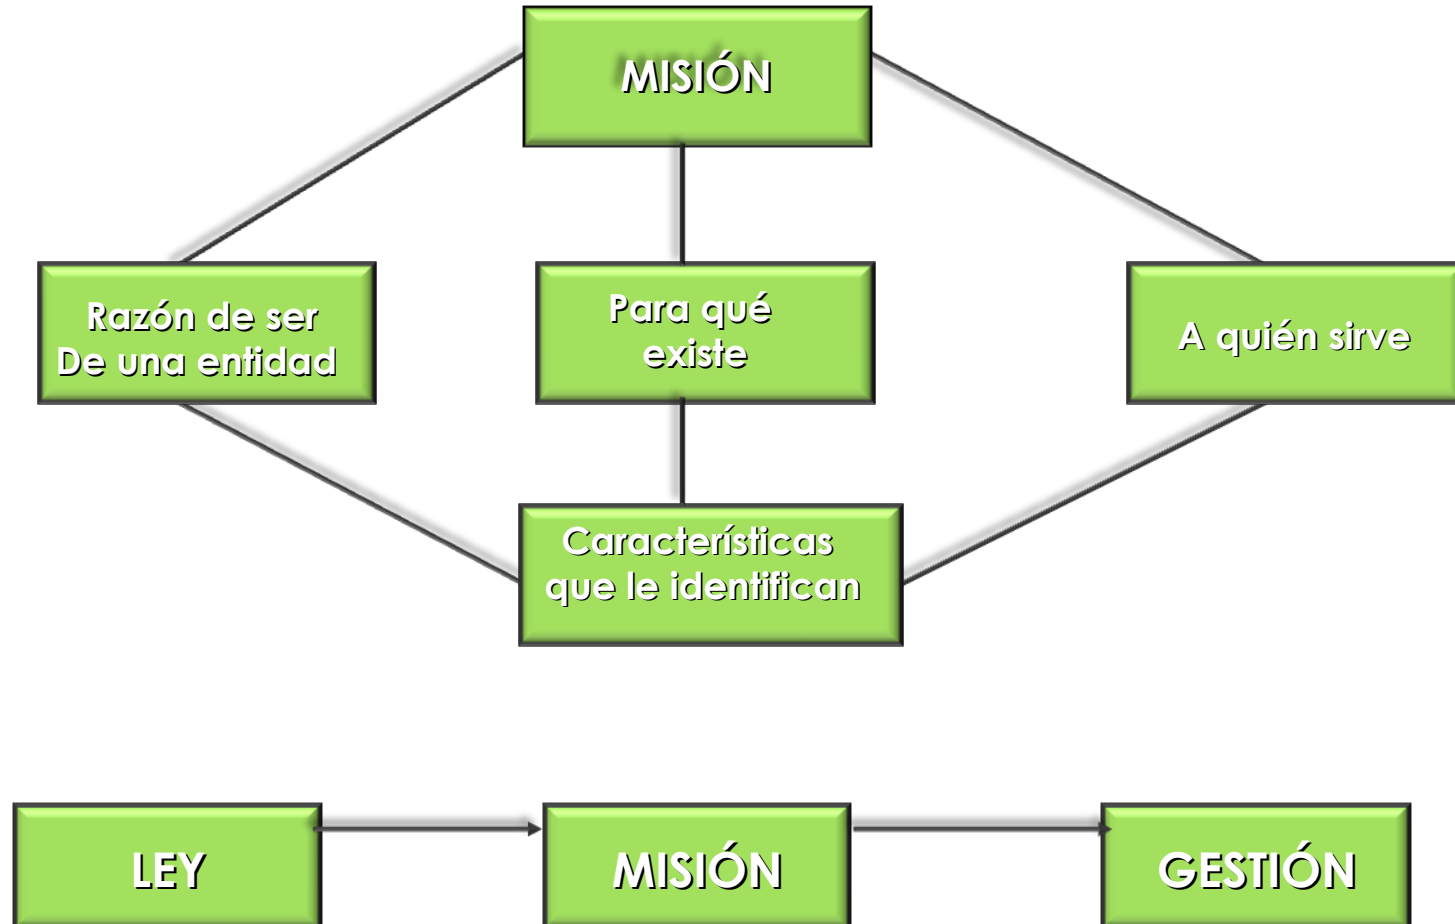 MISIÓN
Razón de ser
De una entidad
Para qué
existe
A quién sirve
Características
que le identifican
LEY
MISIÓN
GESTIÓN